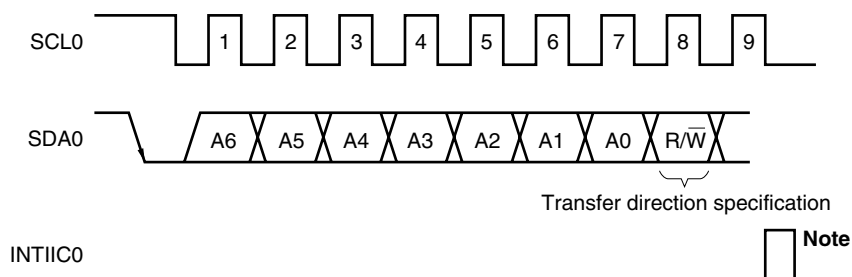 SCL0 1 2 3 4 5 6 7 8 9
SDA0 A6 A5 A4 A3 A2 A1 A0 R/W̅
Transfer direction specification
INTIIC0 Note